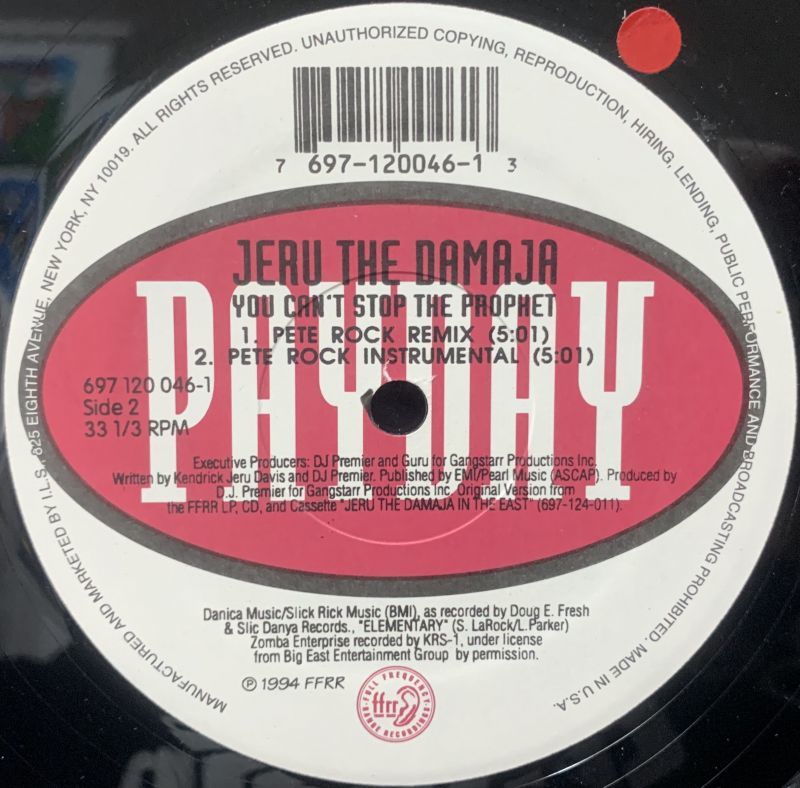 MANUFACTURED AND MARKETED BY I.L.S. 825 EIGHTH AVENUE, NEW YORK, NY 10019. ALL RIGHTS RESERVED. UNAUTHORIZED COPYING, REPRODUCTION, HIRING, LENDING, PUBLIC PERFORMANCE AND BROADCASTING PROHIBITED. MADE IN U.S.A.
7 697-120046-1 3
JERU THE DAMAJA
YOU CAN'T STOP THE PROPHET
1. PETE ROCK REMIX (5:01)
2. PETE ROCK INSTRUMENTAL (5:01)
PAYDAY
697 120 046-1
Side 2
33 1/3 RPM
Executive Producers: DJ Premier and Guru for Gangstarr Productions Inc.
Written by Kendrick Jeru Davis and DJ Premier. Published by EMI/Pearl Music (ASCAP). Produced by
D.J. Premier for Gangstarr Productions Inc. Original Version from
the FFRR LP, CD, and Cassette "JERU THE DAMAJA IN THE EAST" (697-124-011).
Danica Music/Slick Rick Music (BMI), as recorded by Doug E. Fresh
& Slic Danya Records., "ELEMENTARY" (S. LaRock/L.Parker)
Zomba Enterprise recorded by KRS-1, under license
from Big East Entertainment Group by permission.
℗ 1994 FFRR
FULL FREQUENCY
ffrr
RANGE RECORDINGS